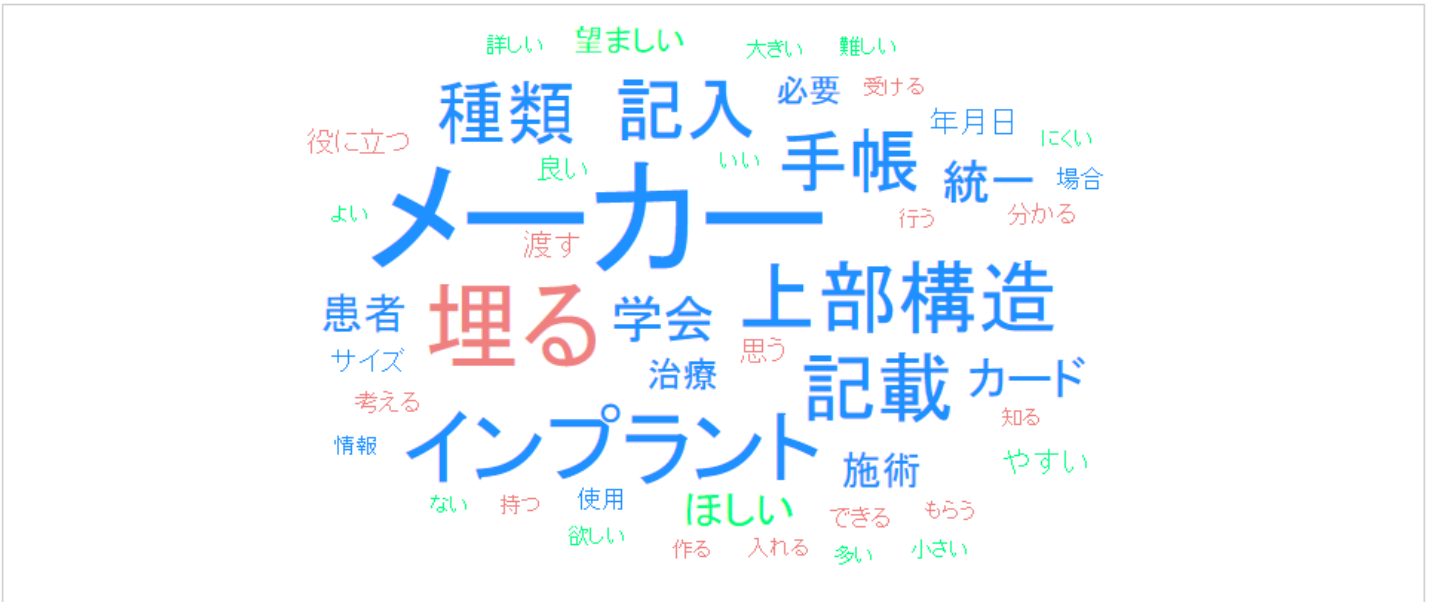 詳しい 望ましい 大きい 難しい
種類 記入 必要 受ける
役に立つ 良い いい 手帳 年月日 にくい
よい メーカー 統一 場合
渡す 行う 分かる
患者 埋る 学会 上部構造
サイズ 治療 思う 記載 カード
考える 知る
情報 インプラント 施術 やすい
ない 持つ 使用 ほしい できる もらう
欲しい 作る 入れる 多い 小さい